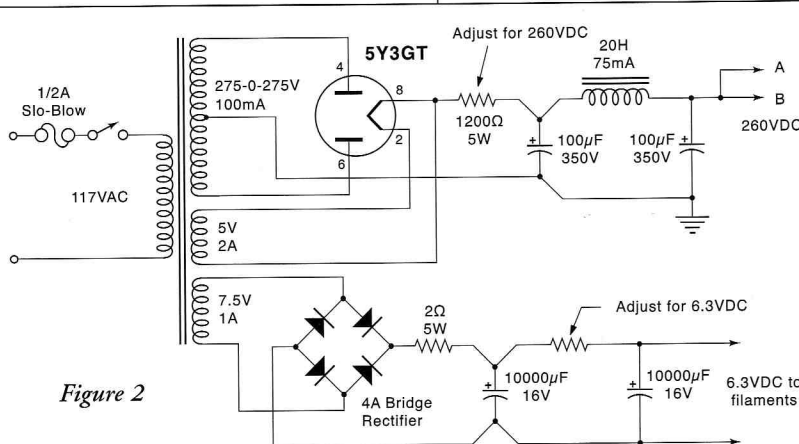 Adjust for 260VDC
5Y3GT
20H
75mA
1/2A
Slo-Blow
4
275-0-275V
100mA
8
A
B
1200Ω
5W
100µF
350V
100µF
350V
260VDC
2
6
117VAC
5V
2A
7.5V
1A
2Ω
5W
Adjust for 6.3VDC
Figure 2
4A Bridge
Rectifier
10000µF
16V
10000µF
16V
6.3VDC to
filaments